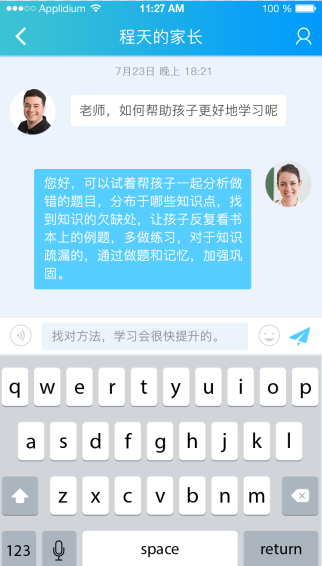 Applidium 11:27 AM 100 %
程天的家长
7月23日 晚上 18:21
老师，如何帮助孩子更好地学习呢
您好，可以试着帮孩子一起分析做
错的题目，分布于哪些知识点，找
到知识的欠缺处，让孩子反复看书
本上的例题，多做练习，对于知识
疏漏的，通过做题和记忆，加强巩
固。
找对方法，学习会很快提升的。
q w e r t y u i o p
a s d f g h j k l
z x c v b n m
123 space return